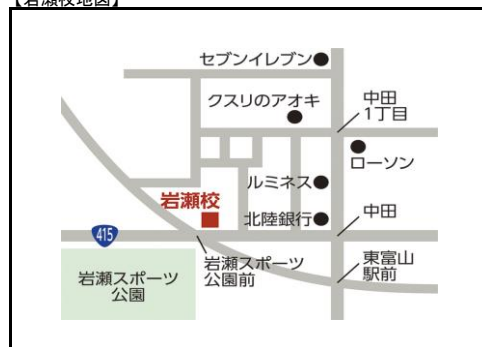 【岩瀬校地図】
セブンイレブン
クスリのアオキ
中田
1丁目
ローソン
ルミネス
岩瀬校
北陸銀行
中田
415
岩瀬スポーツ
公園前
東富山
駅前
岩瀬スポーツ
公園